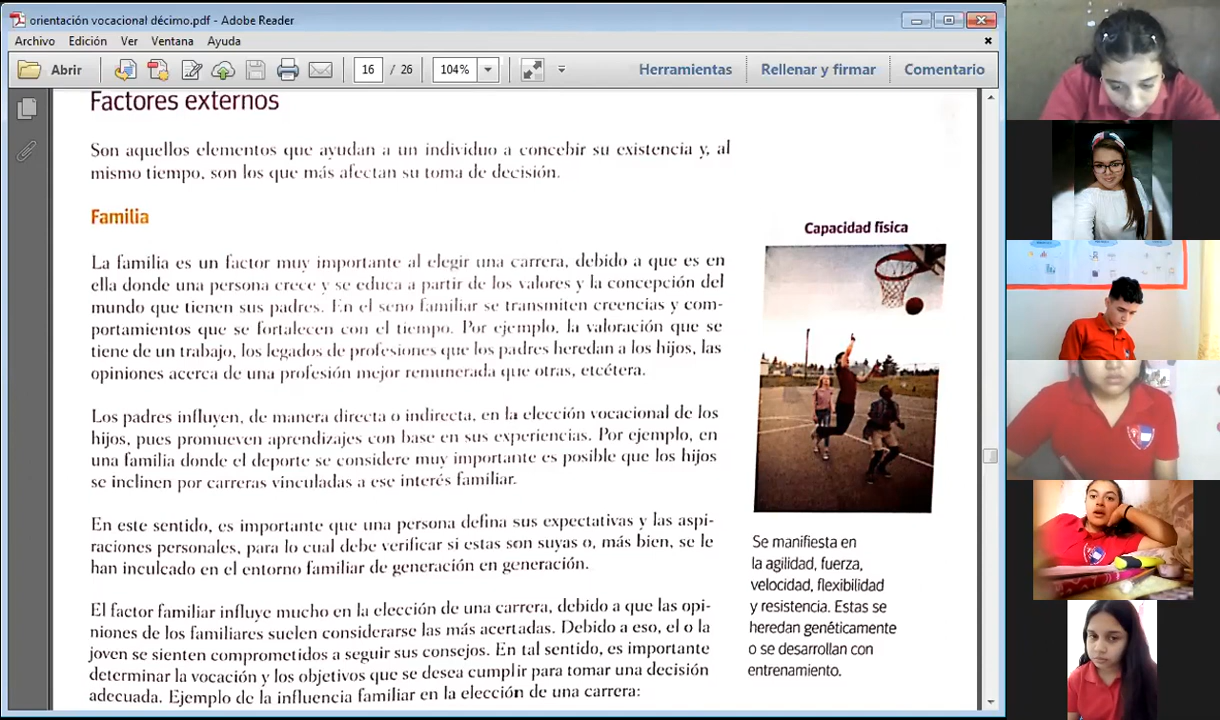 orientación vocacional décimo.pdf - Adobe Reader
Archivo Edición Ver Ventana Ayuda
Abrir 16 / 26 104% Herramientas Rellenar y firmar Comentario
Factores externos
Son aquellos elementos que ayudan a un individuo a concebir su existencia y, al
mismo tiempo, son los que más afectan su toma de decisión.
Familia
La familia es un factor muy importante al elegir una carrera, debido a que es en
ella donde una persona crece y se educa a partir de los valores y la concepción del
mundo que tienen sus padres. En el seno familiar se transmiten creencias y com-
portamientos que se fortalecen con el tiempo. Por ejemplo, la valoración que se
tiene de un trabajo, los legados de profesiones que los padres heredan a los hijos, las
opiniones acerca de una profesión mejor remunerada que otras, etcétera.
Los padres influyen, de manera directa o indirecta, en la elección vocacional de los
hijos, pues promueven aprendizajes con base en sus experiencias. Por ejemplo, en
una familia donde el deporte se considere muy importante es posible que los hijos
se inclinen por carreras vinculadas a ese interés familiar.
En este sentido, es importante que una persona defina sus expectativas y las aspi-
raciones personales, para lo cual debe verificar si estas son suyas o, más bien, se le
han inculcado en el entorno familiar de generación en generación.
El factor familiar influye mucho en la elección de una carrera, debido a que las opi-
niones de los familiares suelen considerarse las más acertadas. Debido a eso, el o la
joven se sienten comprometidos a seguir sus consejos. En tal sentido, es importante
determinar la vocación y los objetivos que se desea cumplir para tomar una decisión
adecuada. Ejemplo de la influencia familiar en la elección de una carrera:
Capacidad física
Se manifiesta en
la agilidad, fuerza,
velocidad, flexibilidad
y resistencia. Estas se
heredan genéticamente
o se desarrollan con
entrenamiento.